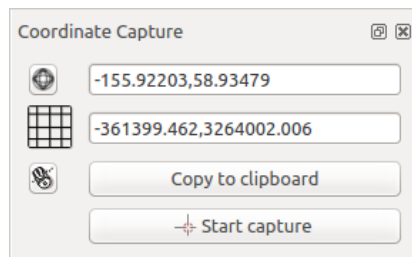 Coordinate Capture
-155.92203,58.93479
-361399.462,3264002.006
Copy to clipboard
Start capture